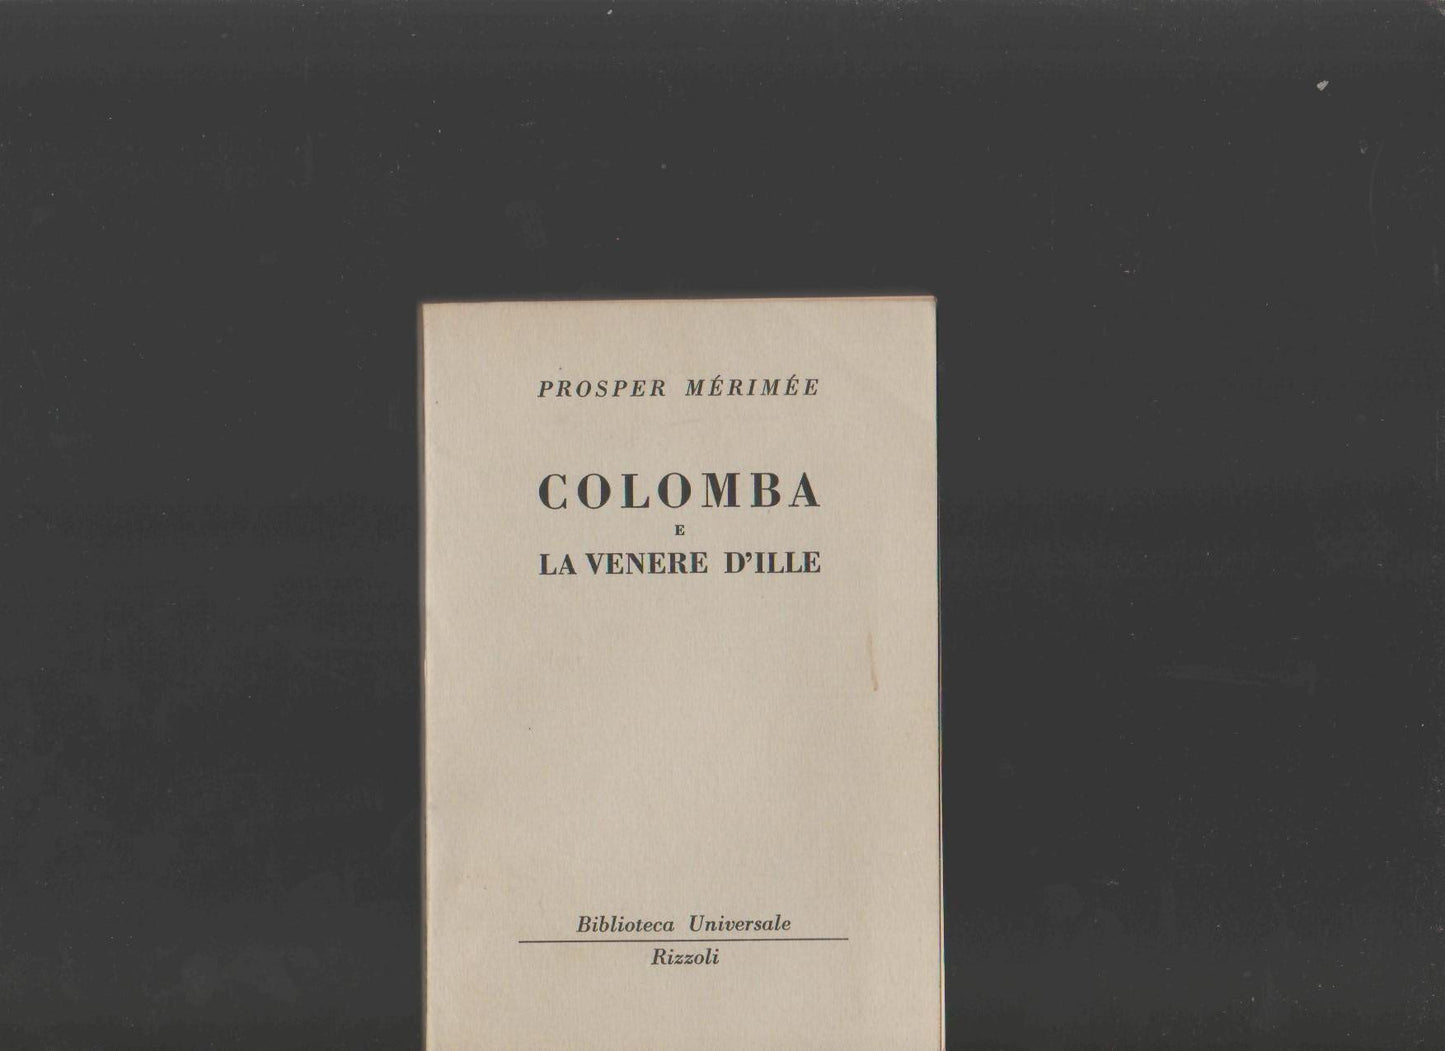 PROSPER MÉRIMÉE
COLOMBA
E
LA VENERE D'ILLE
Biblioteca Universale
Rizzoli